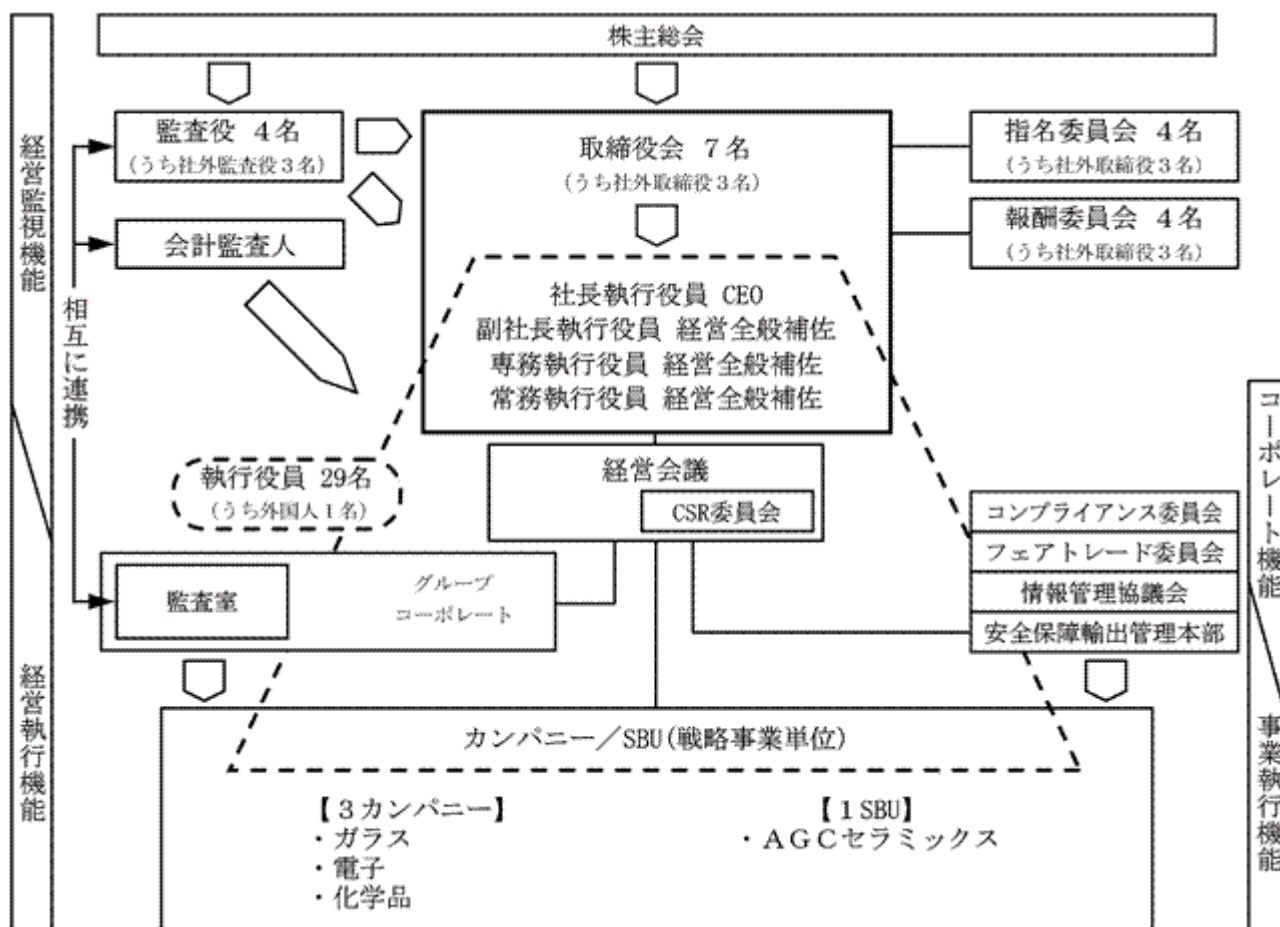 株主総会
監査役 4名
(うち社外監査役3名)
取締役会 7名
(うち社外取締役3名)
指名委員会 4名
(うち社外取締役3名)
報酬委員会 4名
(うち社外取締役3名)
会計監査人
経営監視機能
相互に連携
社長執行役員 CEO
副社長執行役員 経営全般補佐
専務執行役員 経営全般補佐
常務執行役員 経営全般補佐
執行役員 29名
(うち外国人1名)
経営会議
CSR委員会
コンプライアンス委員会
フェアトレード委員会
情報管理協議会
安全保障輸出管理本部
コーポレート機能
監査室
グループ
コーポレート
経営執行機能
事業執行機能
カンパニー/SBU(戦略事業単位)
【3カンパニー】
・ガラス
・電子
・化学品
【1SBU】
・AGCセラミックス